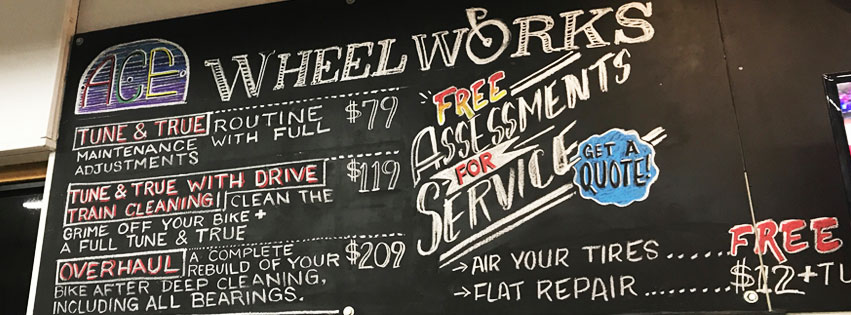 ACE WHEELWORKS
TUNE & TRUE ROUTINE
MAINTENANCE WITH FULL
ADJUSTMENTS
$79
TUNE & TRUE WITH DRIVE
TRAIN CLEANING CLEAN THE
GRIME OFF YOUR BIKE +
A FULL TUNE & TRUE
$119
OVERHAUL A COMPLETE
REBUILD OF YOUR
BIKE AFTER DEEP CLEANING,
INCLUDING ALL BEARINGS.
$209
FREE
ASSESSMENTS
FOR
SERVICE
GET A
QUOTE!
→AIR YOUR TIRES ..... FREE
→FLAT REPAIR ........ $12+TU